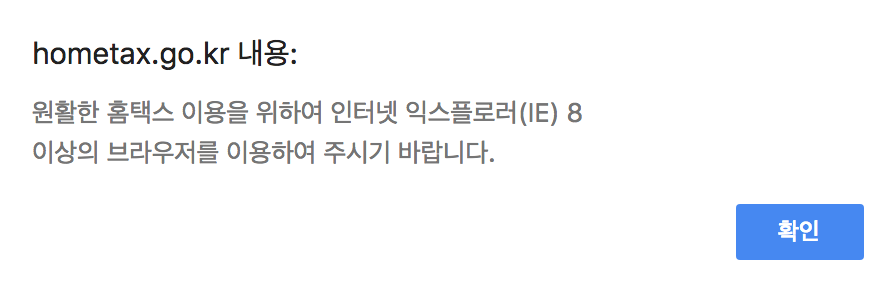 hometax.go.kr 내용:
원활한 홈택스 이용을 위하여 인터넷 익스플로러(IE) 8
이상의 브라우저를 이용하여 주시기 바랍니다.
확인